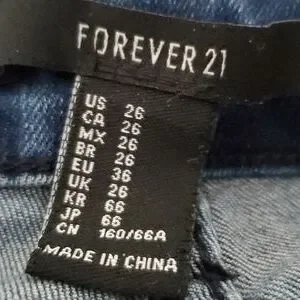 FOREVER 21
US 26
CA 26
MX 26
BR 26
EU 36
UK 26
KR 66
JP 66
CN 160/66A
MADE IN CHINA